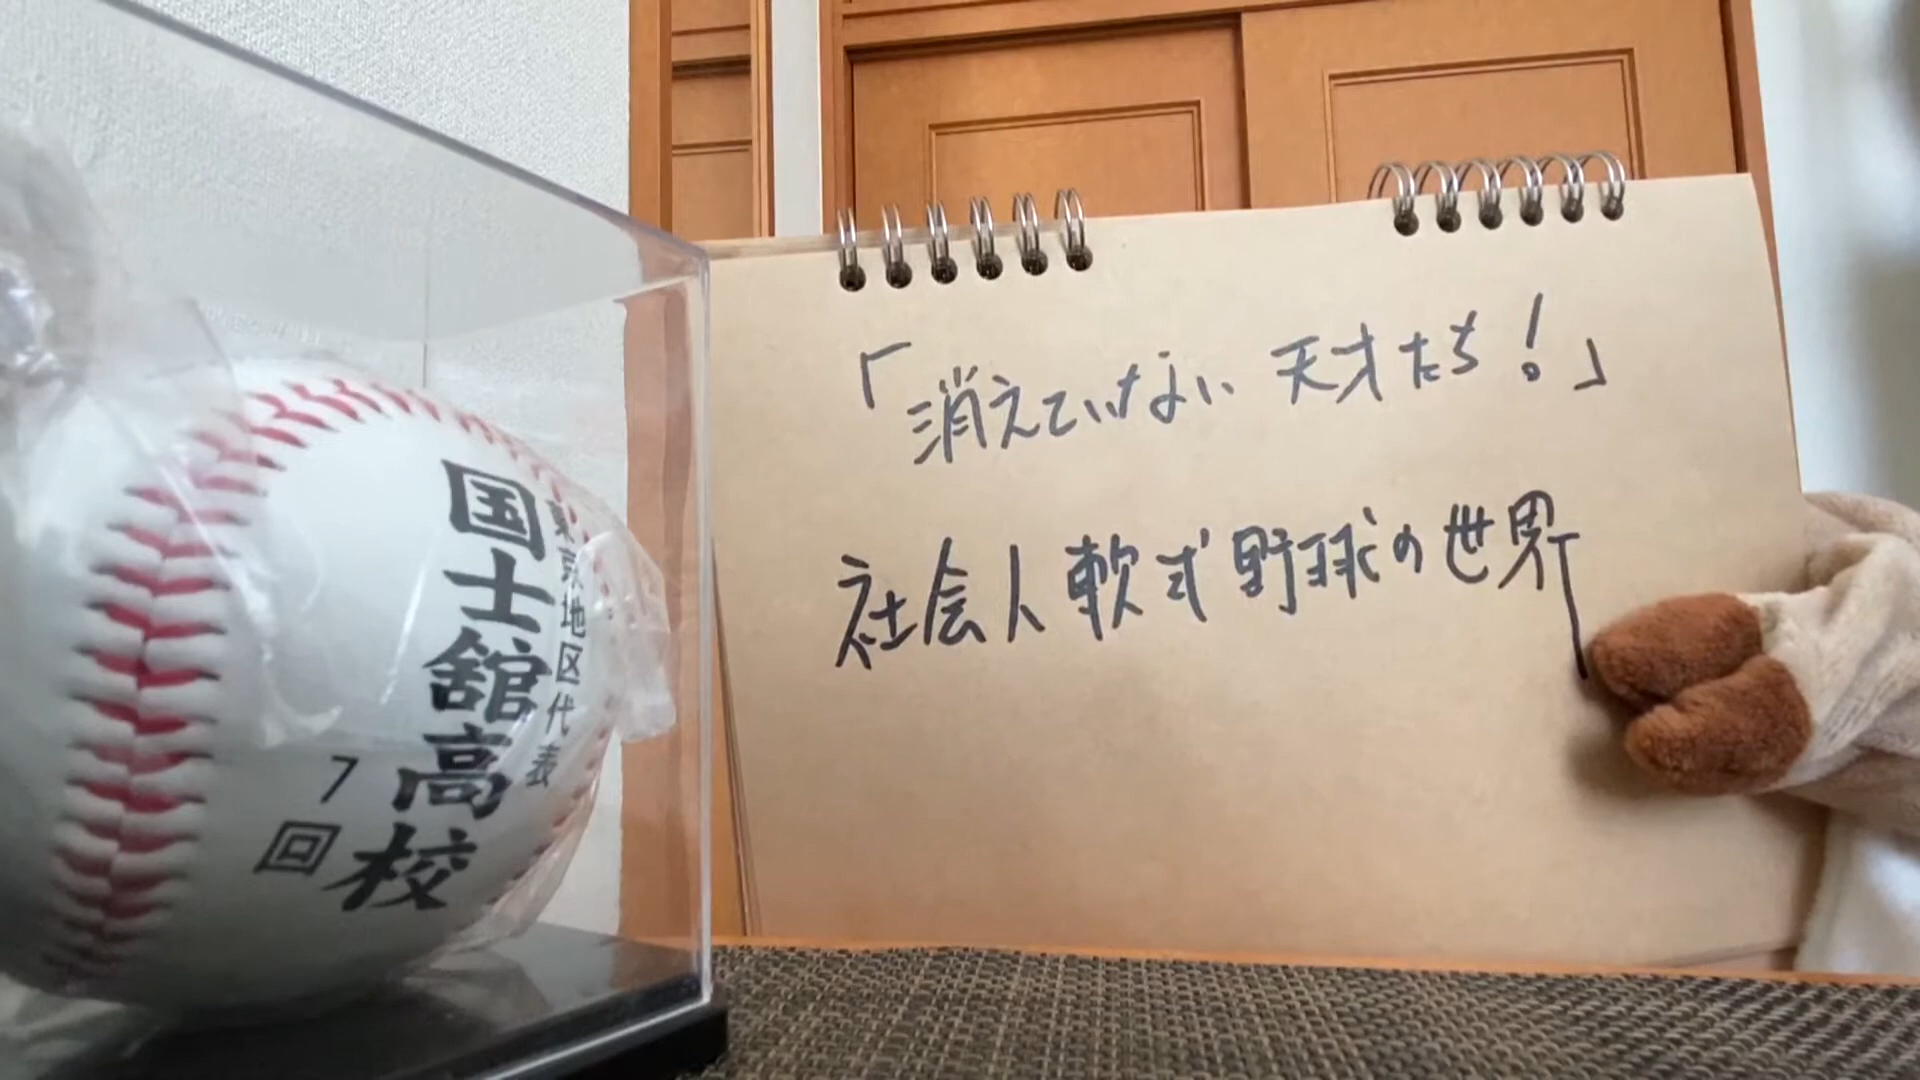 東京地区代表
国士舘高校
7回
「消えていない天才たち!」
社会人軟式野球の世界